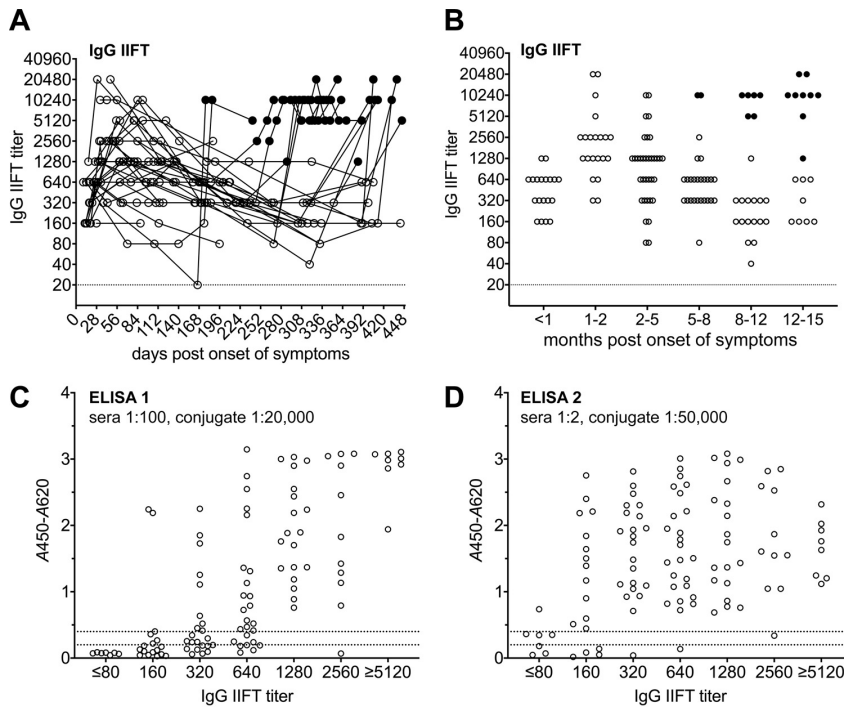 A
IgG IIFT
40960
20480
10240
5120
2560
1280
640
320
160
80
40
20
IgG IIFT titer
0 28 56 84 112 140 168 196 224 252 280 308 336 364 392 420 448
days post onset of symptoms
B
IgG IIFT
40960
20480
10240
5120
2560
1280
640
320
160
80
40
20
IgG IIFT titer
<1 1-2 2-5 5-8 8-12 12-15
months post onset of symptoms
C
ELISA 1
sera 1:100, conjugate 1:20,000
4
3
2
1
0
A450-A620
≤80 160 320 640 1280 2560 ≥5120
IgG IIFT titer
D
ELISA 2
sera 1:2, conjugate 1:50,000
4
3
2
1
0
A450-A620
≤80 160 320 640 1280 2560 ≥5120
IgG IIFT titer